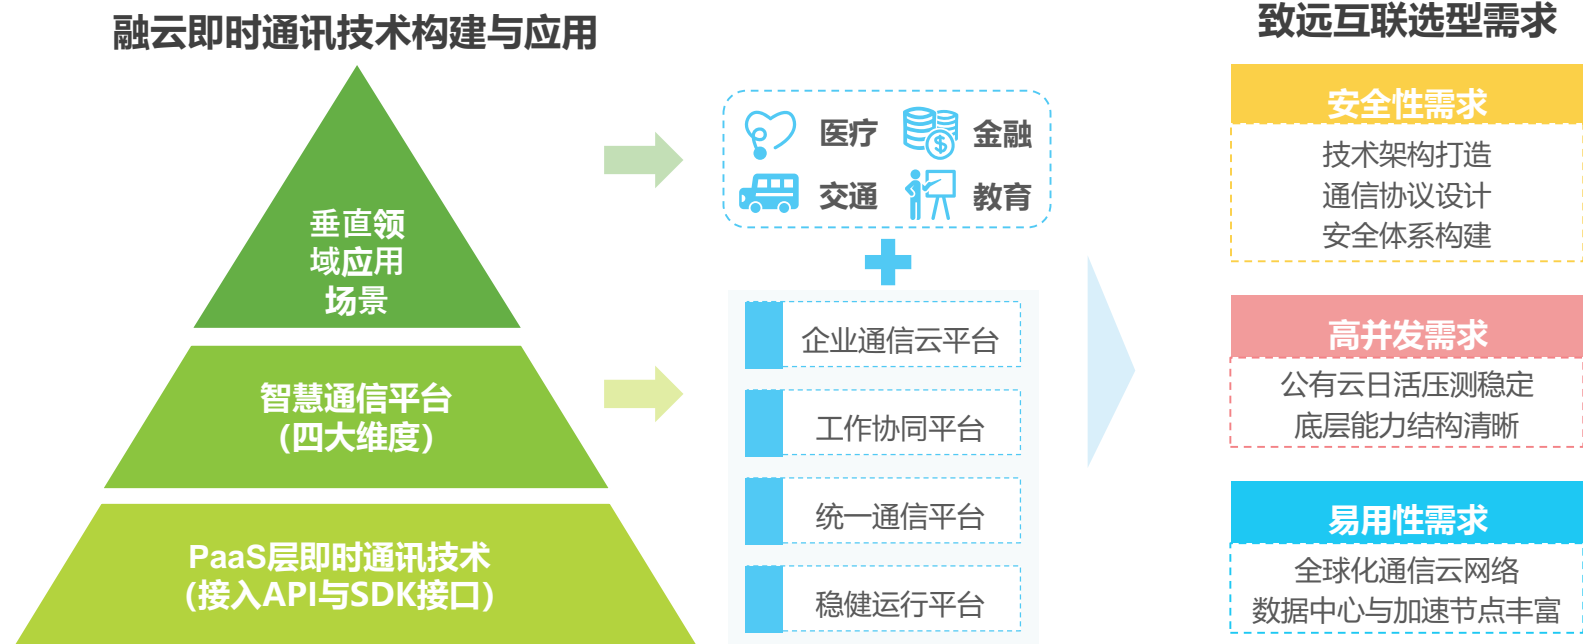 融云即时通讯技术构建与应用
垂直领
域应用
场景
智慧通信平台
（四大维度）
PaaS层即时通讯技术
（接入API与SDK接口）
医疗
金融
交通
教育
企业通信云平台
工作协同平台
统一通信平台
稳健运行平台
致远互联选型需求
安全性需求
技术架构打造
通信协议设计
安全体系构建
高并发需求
公有云日活压测稳定
底层能力结构清晰
易用性需求
全球化通信云网络
数据中心与加速节点丰富